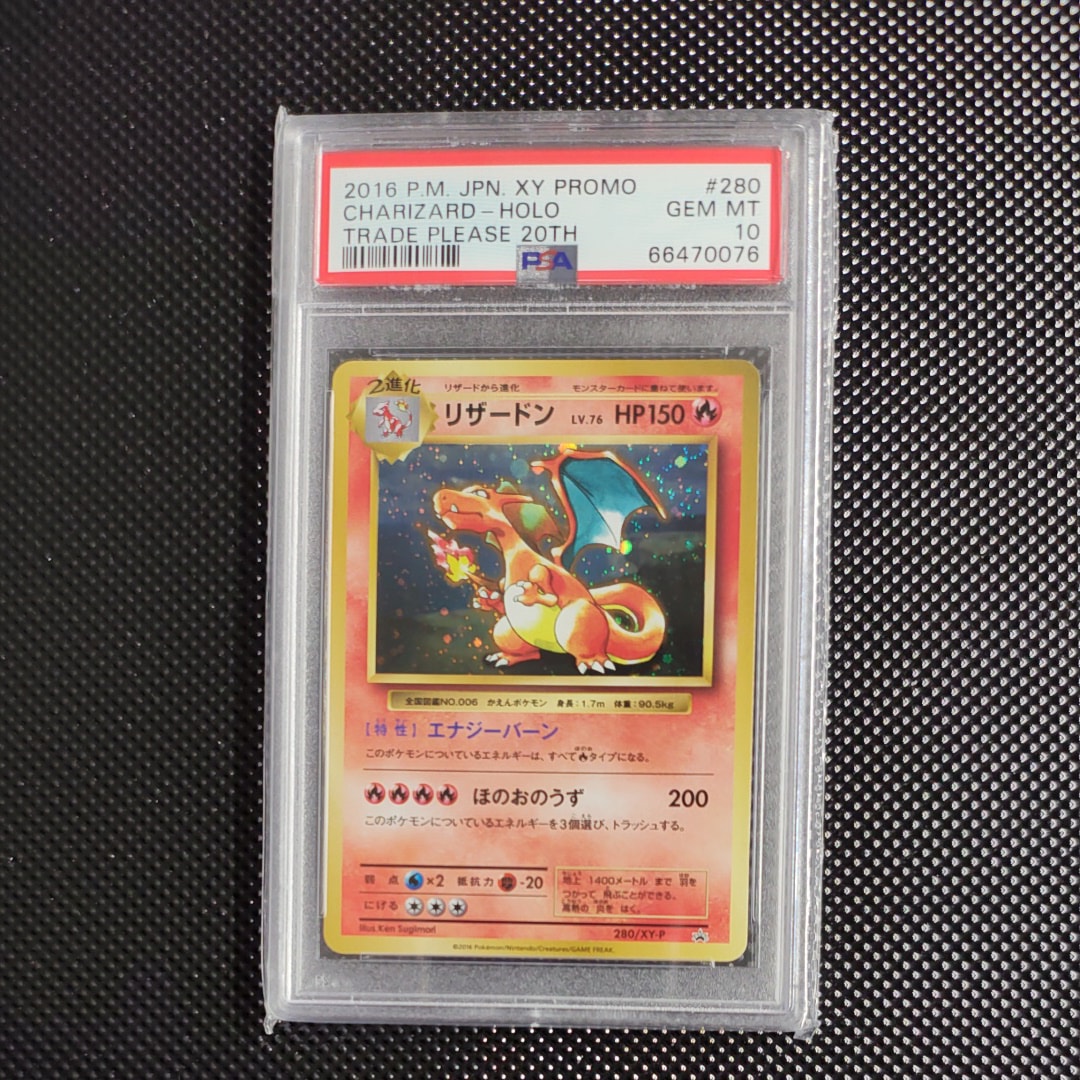 2016 P.M. JPN. XY PROMO #280
CHARIZARD - HOLO GEM MT
TRADE PLEASE 20TH 10
PSA 66470076
2進化 リザードから進化 モンスターカードに重ねて使います。
リザードン LV.76 HP150
全国図鑑NO.006 かえんポケモン 身長:1.7m 体重:90.5kg
[特性] エナジーバーン
このポケモンについているエネルギーは、すべてタイプになる。
ほのおのうず 200
このポケモンについているエネルギーを3個選び、トラッシュする。
弱点 ×2 抵抗力 -20
にげる
地上 1400メートル まで 羽を
つかって 飛ぶことができる。
高熱の 炎を はく。
Illus. Ken Sugimori 280/XY-P
©2016 Pokémon/Nintendo/Creatures/GAME FREAK.